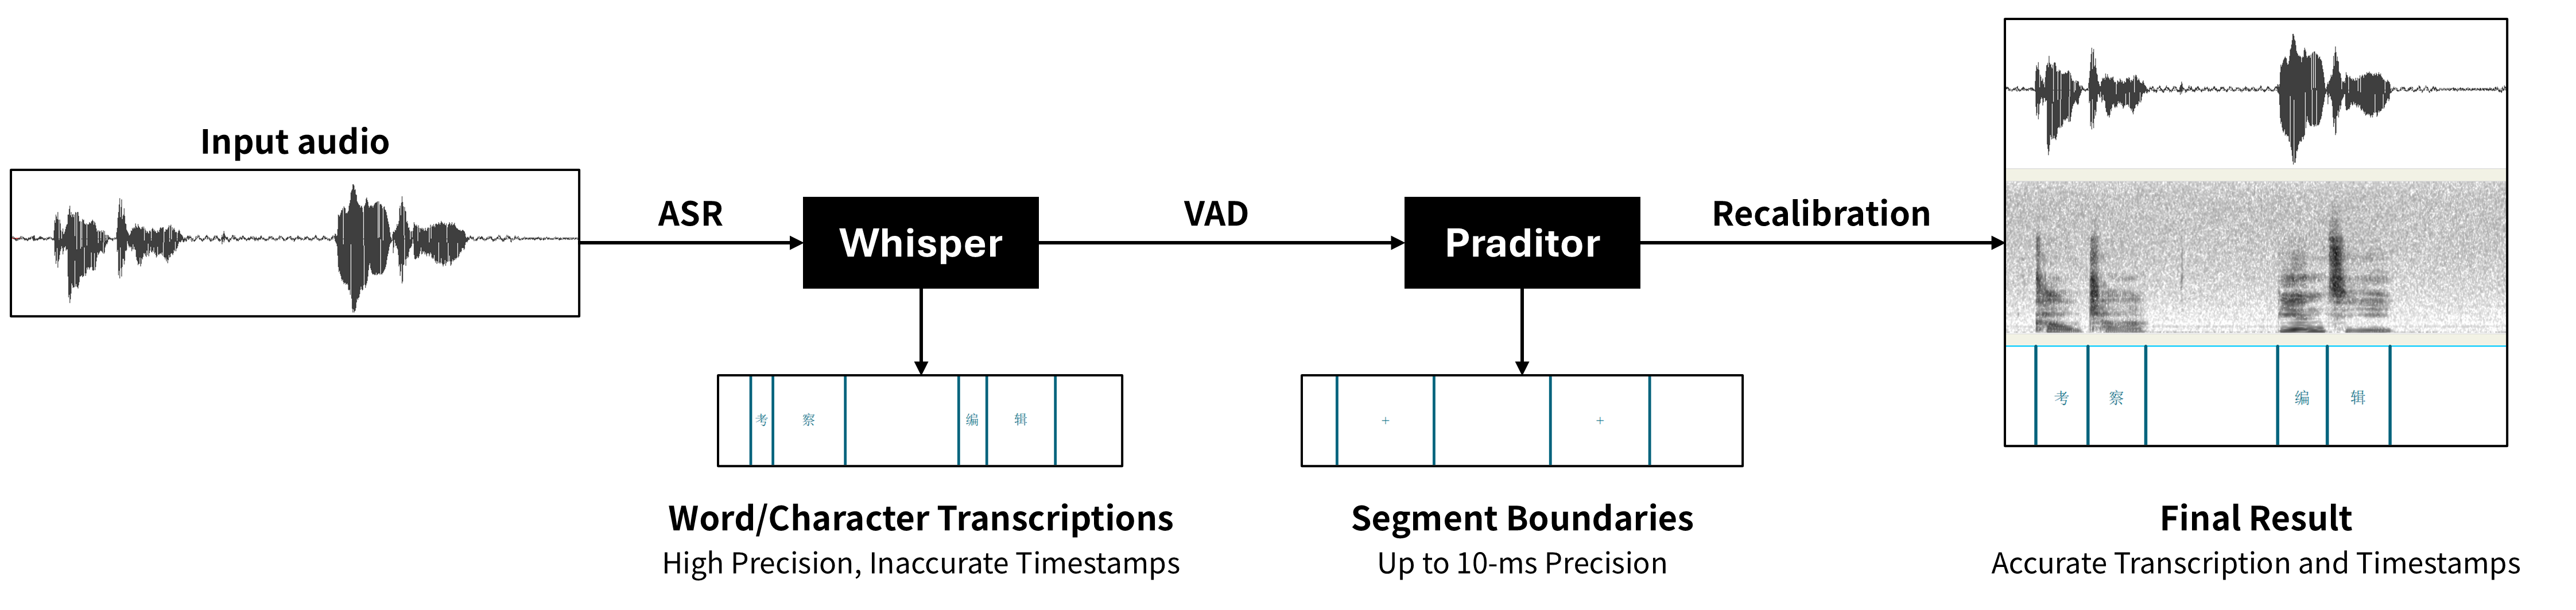 Input audio
ASR
Whisper
VAD
Praditor
Recalibration
考 察 编 辑
+ +
考 察 编 辑
Word/Character Transcriptions
High Precision, Inaccurate Timestamps
Segment Boundaries
Up to 10-ms Precision
Final Result
Accurate Transcription and Timestamps